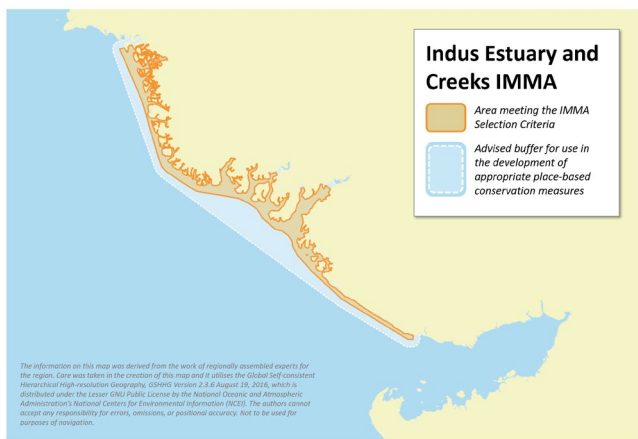 Indus Estuary and
Creeks IMMA
Area meeting the IMMA
Selection Criteria
Advised buffer for use in
the development of
appropriate place-based
conservation measures
The information on this map was derived from the work of regionally assembled experts for
the region. Care was taken in the creation of this map and it utilises the Global Self-consistent
Hierarchical High-resolution Geography, GSHHG Version 2.3.6 August 19, 2016, which is
distributed under the Lesser GNU Public License by the National Oceanic and Atmospheric
Administration's National Centers for Environmental Information (NCEI). The authors cannot
accept any responsibility for errors, omissions, or positional accuracy. Not to be used for
purposes of navigation.